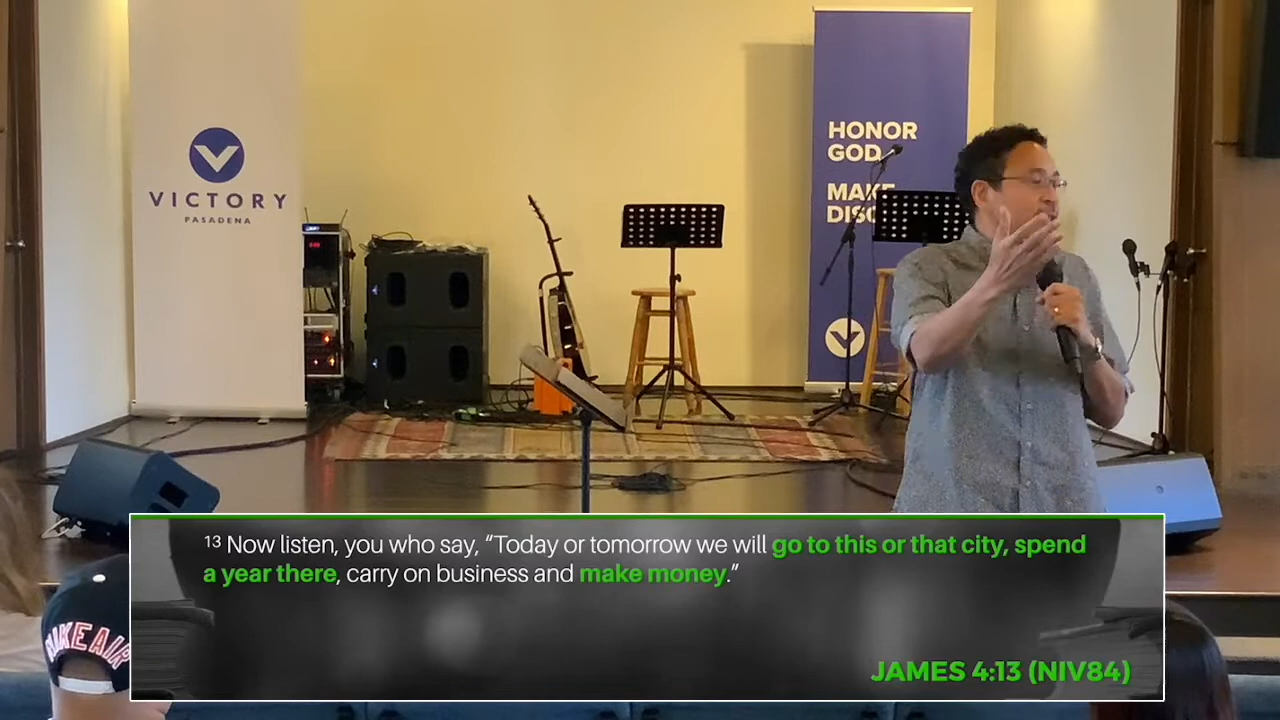 VICTORY
PASADENA
HONOR
GOD
MAKE
¹³ Now listen, you who say, “Today or tomorrow we will go to this or that city, spend
a year there, carry on business and make money.”
JAMES 4:13 (NIV84)